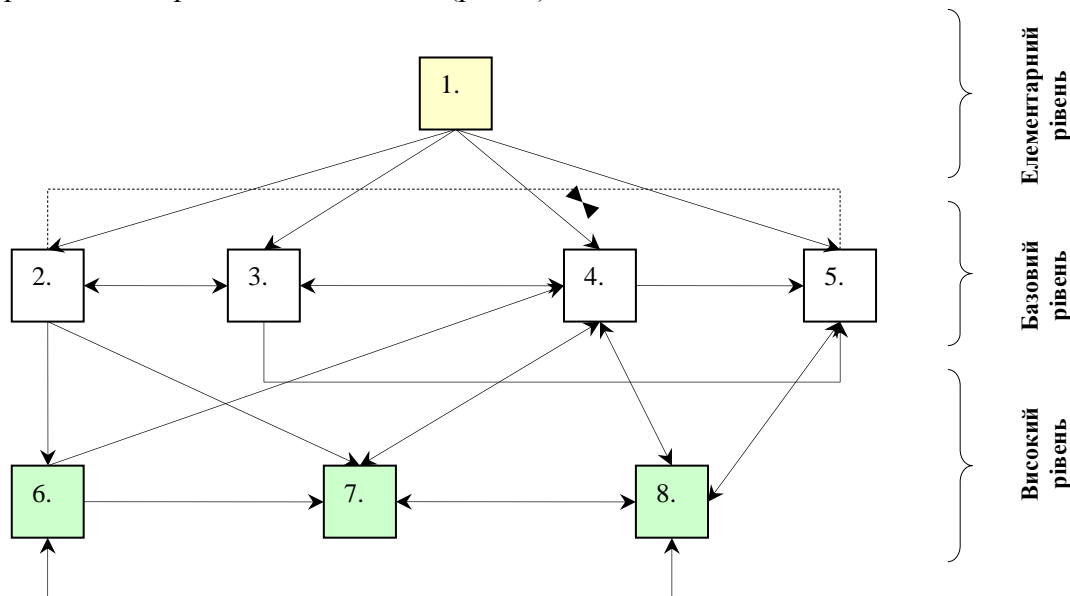 1.
Елементарний
рівень
2.
3.
4.
5.
Базовий
рівень
6.
7.
8.
Високий
рівень